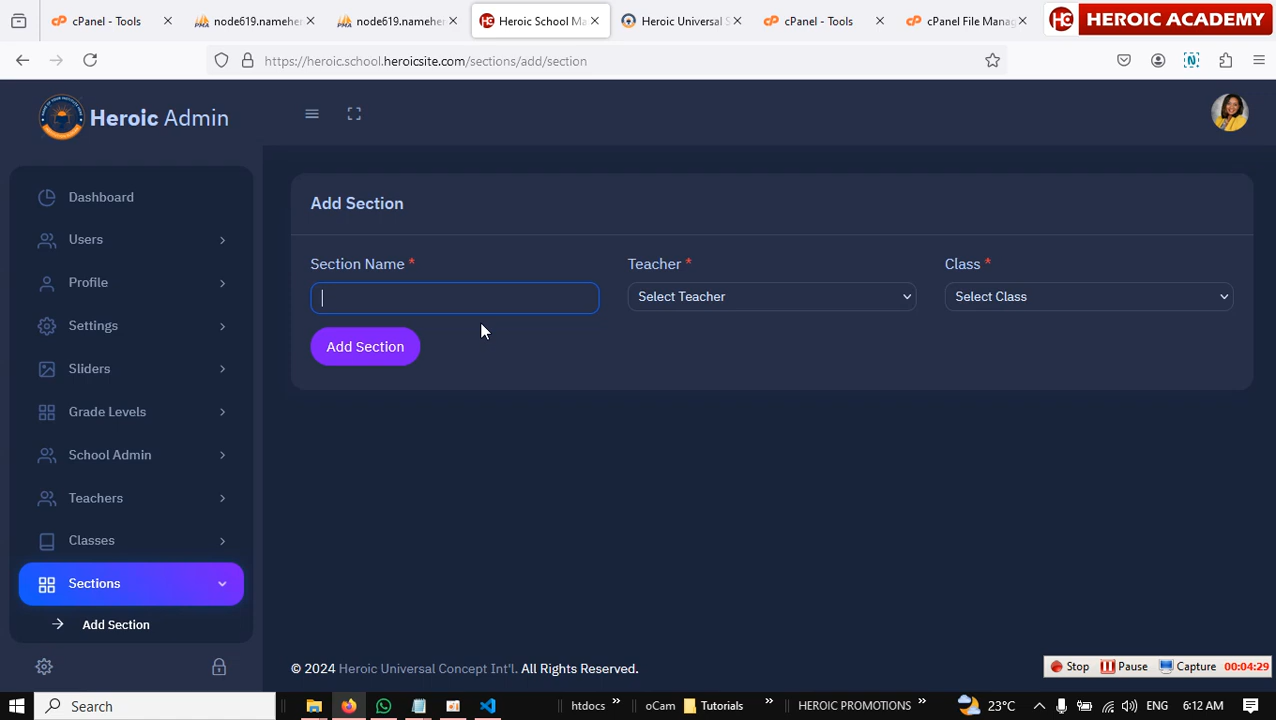 cPanel - Tools
node619.namehe
node619.namehe
Heroic School Ma
Heroic Universal S
cPanel - Tools
cPanel File Manag
HC HEROIC ACADEMY
https://heroic.school.heroicsite.com/sections/add/section
Heroic Admin
Dashboard
Users
Profile
Settings
Sliders
Grade Levels
School Admin
Teachers
Classes
Sections
Add Section
Add Section
Section Name *
Teacher *
Select Teacher
Class *
Select Class
Add Section
© 2024 Heroic Universal Concept Int'l. All Rights Reserved.
Stop
Pause
Capture
00:04:29
Search
htdocs
oCam
Tutorials
HEROIC PROMOTIONS
23°C
ENG
6:12 AM